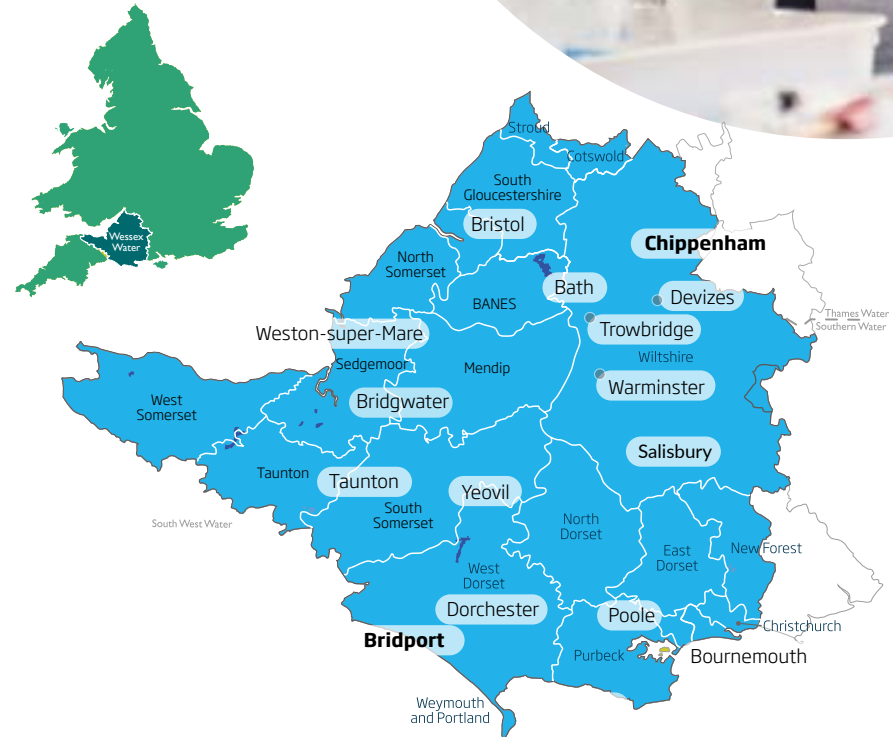 Wessex
Water
Stroud
Cotswold
South
Gloucestershire
Bristol
Chippenham
North
Somerset
Bath
Devizes
BANES
Thames Water
Southern Water
Trowbridge
Weston-super-Mare
Wiltshire
Sedgemoor
Mendip
Warminster
West
Somerset
Bridgwater
Salisbury
Taunton
Taunton
Yeovil
South
Somerset
South West Water
North
Dorset
East
Dorset
New Forest
West
Dorset
Dorchester
Poole
Christchurch
Bridport
Purbeck
Bournemouth
Weymouth
and Portland